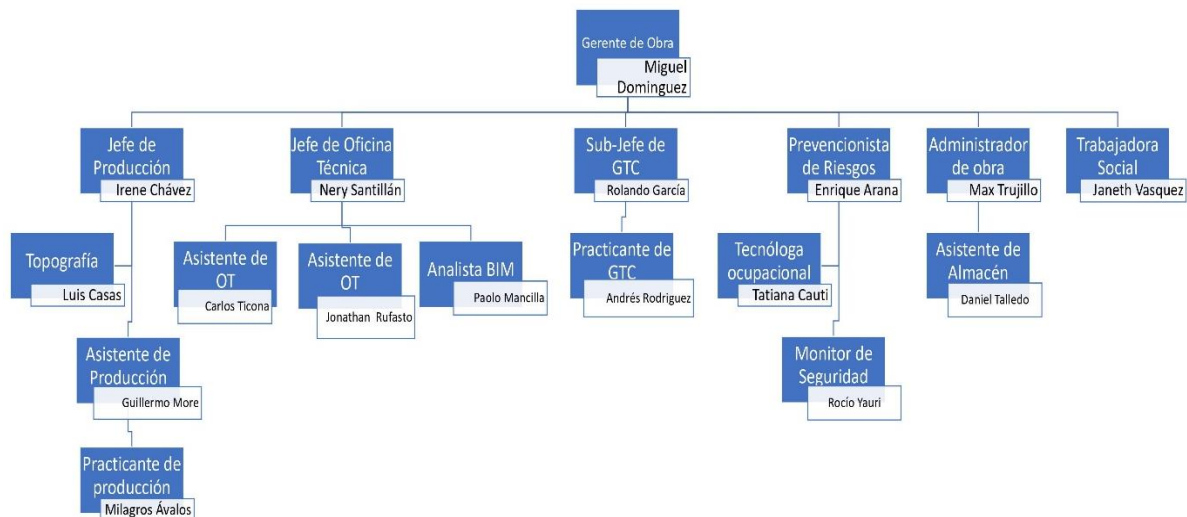 Gerente de Obra
Miguel
Dominguez
Jefe de
Producción
Irene Chávez
Jefe de Oficina
Técnica
Nery Santillán
Sub-Jefe de
GTC
Rolando García
Prevencionista
de Riesgos
Enrique Arana
Administrador
de obra
Max Trujillo
Trabajadora
Social
Janeth Vasquez
Topografía
Luis Casas
Asistente de
OT
Carlos Ticona
Asistente de
OT
Jonathan Rufasto
Analista BIM
Paolo Mancilla
Practicante de
GTC
Andrés Rodriguez
Tecnóloga
ocupacional
Tatiana Cauti
Asistente de
Almacén
Daniel Talledo
Asistente de
Producción
Guillermo More
Monitor de
Seguridad
Rocío Yauri
Practicante de
producción
Milagros Ávalos